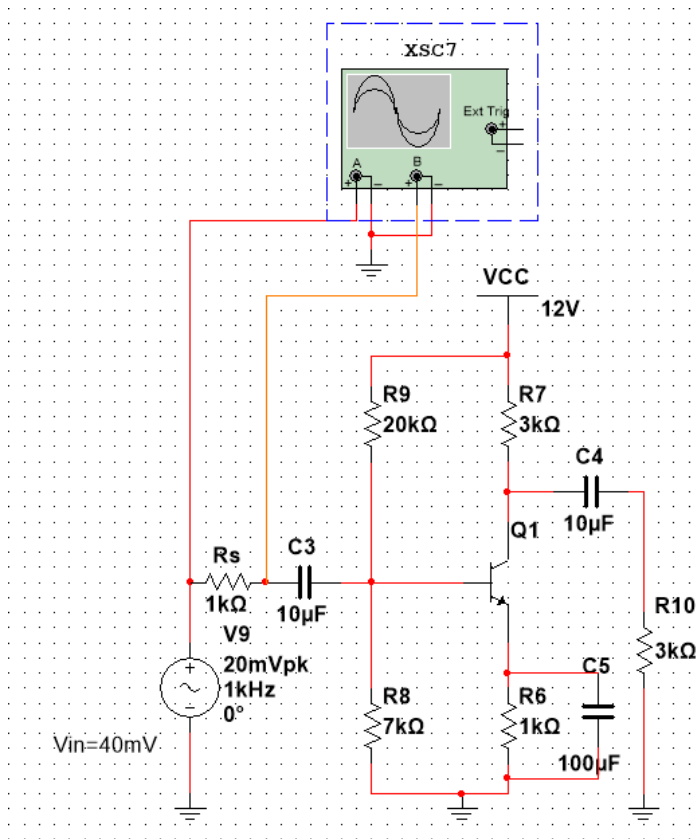 XSC7
Ext Trig
+
−
A
B
+ − + −
VCC
12V
R9
20kΩ
R7
3kΩ
C4
10µF
Q1
Rs
1kΩ
C3
10µF
R10
3kΩ
V9
20mVpk
1kHz
0°
Vin=40mV
R8
7kΩ
R6
1kΩ
C5
100µF